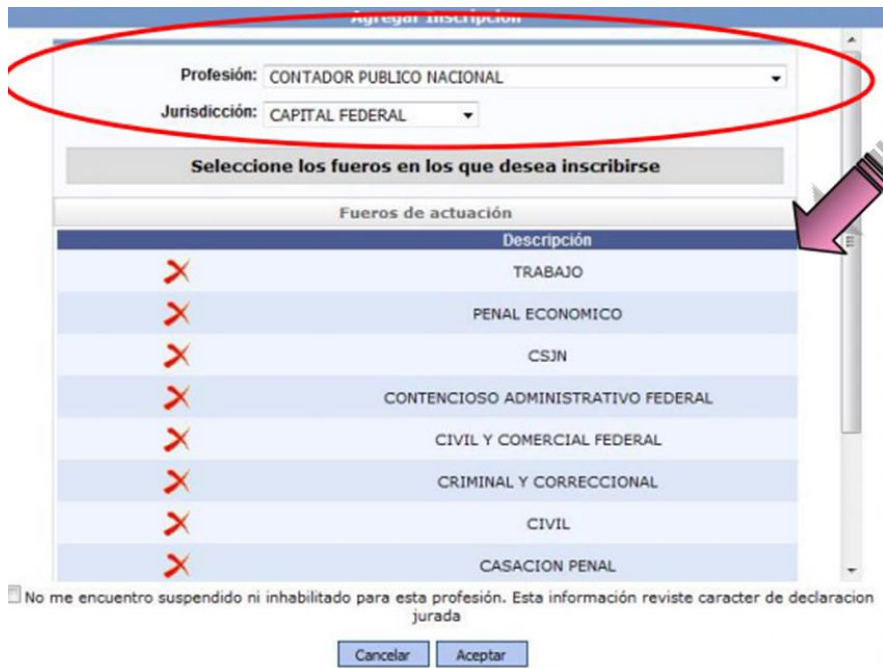 Agregar Inscripción
Profesión: CONTADOR PUBLICO NACIONAL
Jurisdicción: CAPITAL FEDERAL
Seleccione los fueros en los que desea inscribirse
Fueros de actuación
Descripción
TRABAJO
PENAL ECONOMICO
CSJN
CONTENCIOSO ADMINISTRATIVO FEDERAL
CIVIL Y COMERCIAL FEDERAL
CRIMINAL Y CORRECCIONAL
CIVIL
CASACION PENAL
No me encuentro suspendido ni inhabilitado para esta profesión. Esta información reviste caracter de declaracion
jurada
Cancelar Aceptar